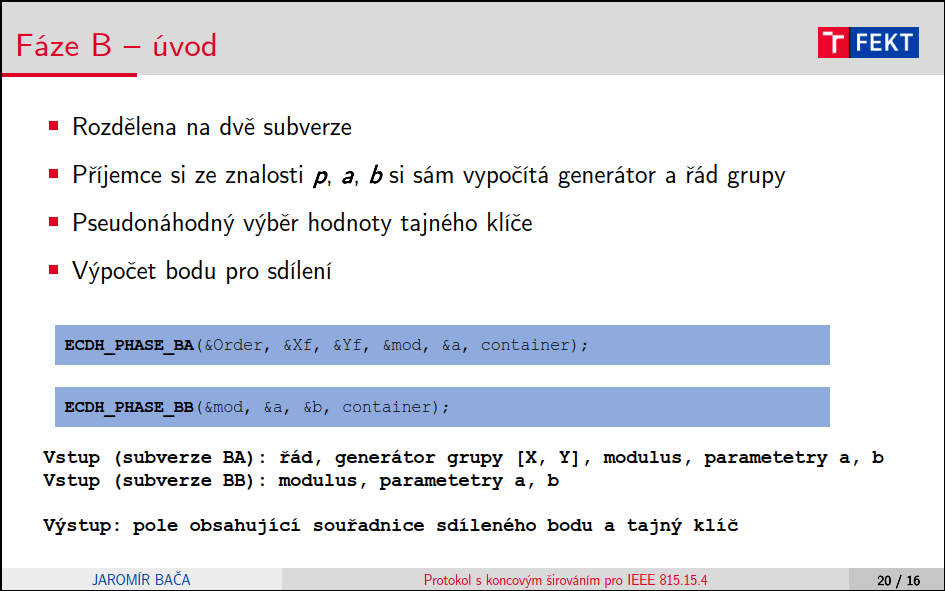 Fáze B – úvod
T FEKT
Rozdělena na dvě subverze
Příjemce si ze znalosti p, a, b si sám vypočítá generátor a řád grupy
Pseudonáhodný výběr hodnoty tajného klíče
Výpočet bodu pro sdílení
ECDH_PHASE_BA(&Order, &Xf, &Yf, &mod, &a, container);
ECDH_PHASE_BB(&mod, &a, &b, container);
Vstup (subverze BA): řád, generátor grupy [X, Y], modulus, parametetry a, b
Vstup (subverze BB): modulus, parametetry a, b
Výstup: pole obsahující souřadnice sdíleného bodu a tajný klíč
JAROMÍR BAČA
Protokol s koncovým šírováním pro IEEE 815.15.4
20 / 16